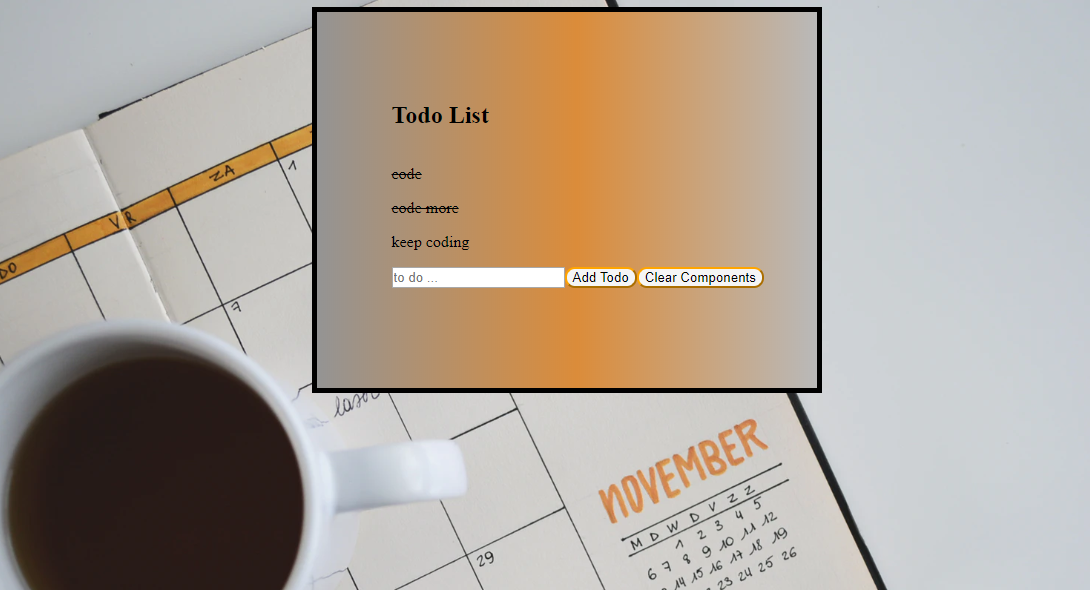 Todo List
code
code more
keep coding
to do ...
Add Todo Clear Components
DO
VR
ZA
1
7
29
NOVEMBER
M D W D V Z Z
1 2 3 4 5
6 7 8 9 10 11 12
14 15 16 17 18 19
23 24 25 26